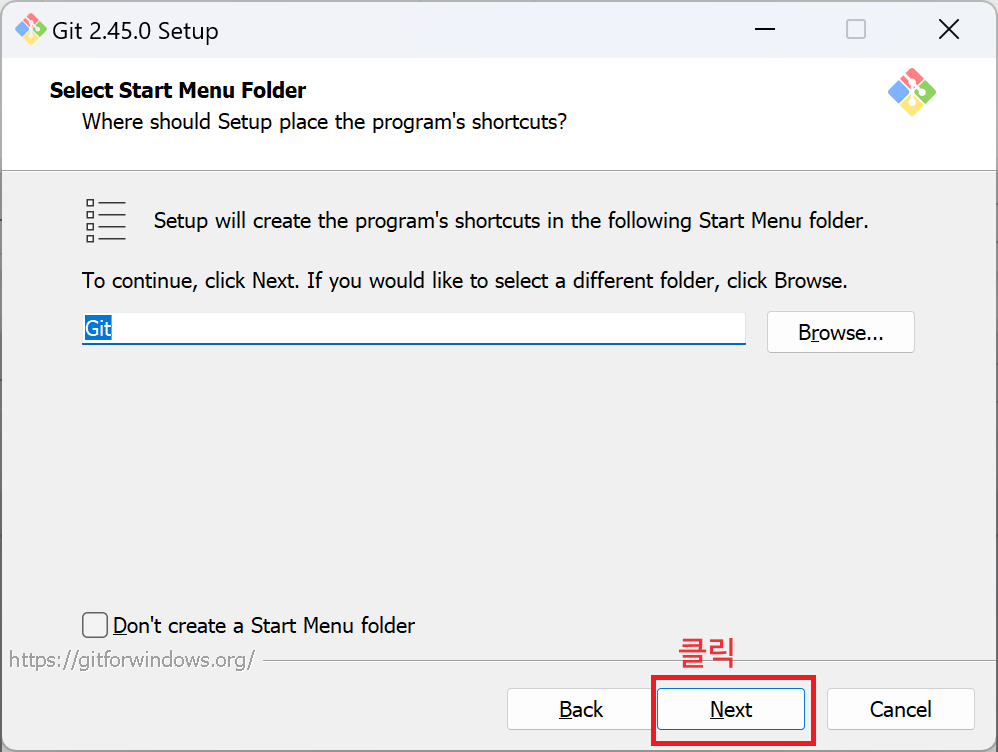 Git 2.45.0 Setup
Select Start Menu Folder
Where should Setup place the program's shortcuts?
Setup will create the program's shortcuts in the following Start Menu folder.
To continue, click Next. If you would like to select a different folder, click Browse.
Git
Browse...
Don't create a Start Menu folder
https://gitforwindows.org/
클릭
Back
Next
Cancel